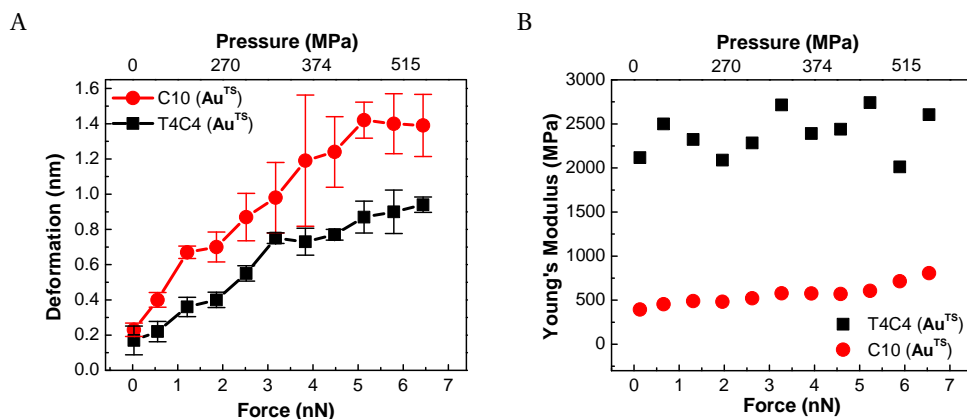 A
Pressure (MPa)
0 270 374 515
1.6
1.4
1.2
1.0
0.8
0.6
0.4
0.2
0.0
Deformation (nm)
C10 (Au^TS)
T4C4 (Au^TS)
0 1 2 3 4 5 6 7
Force (nN)
B
Pressure (MPa)
0 270 374 515
3000
2500
2000
1500
1000
500
0
Young's Modulus (MPa)
T4C4 (Au^TS)
C10 (Au^TS)
0 1 2 3 4 5 6 7
Force (nN)